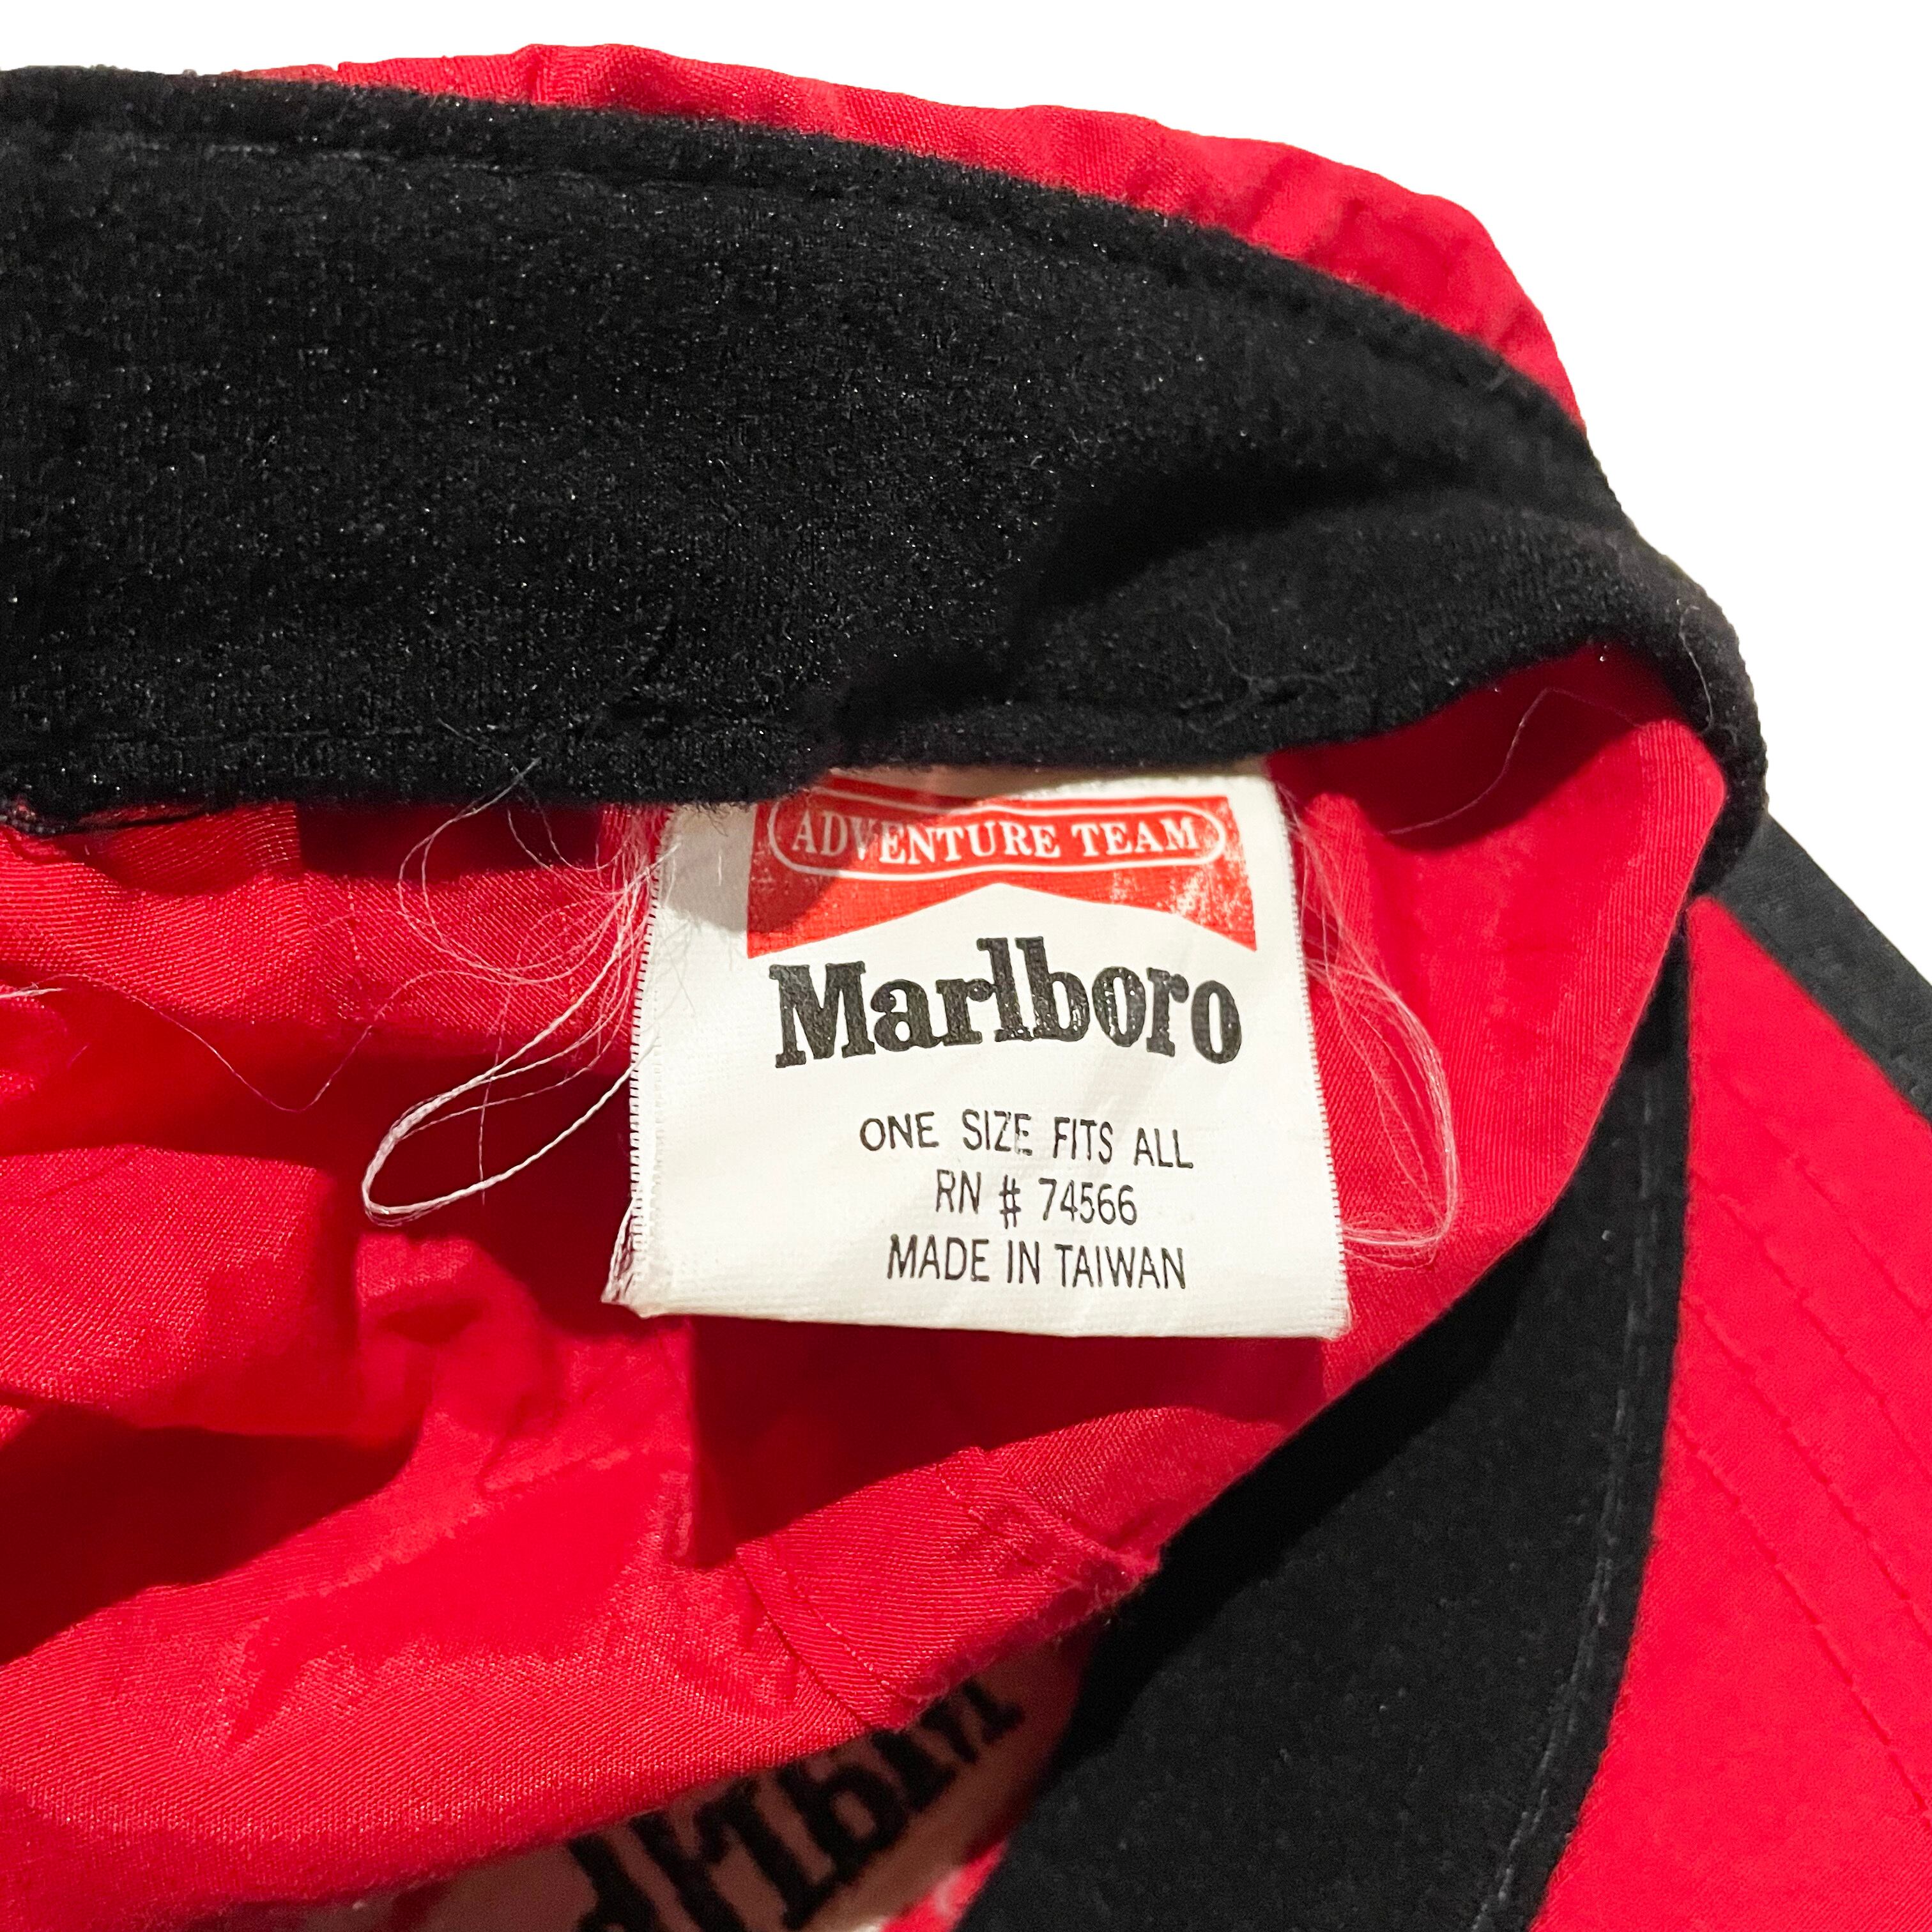 ADVENTURE TEAM
Marlboro
ONE SIZE FITS ALL
RN # 74566
MADE IN TAIWAN